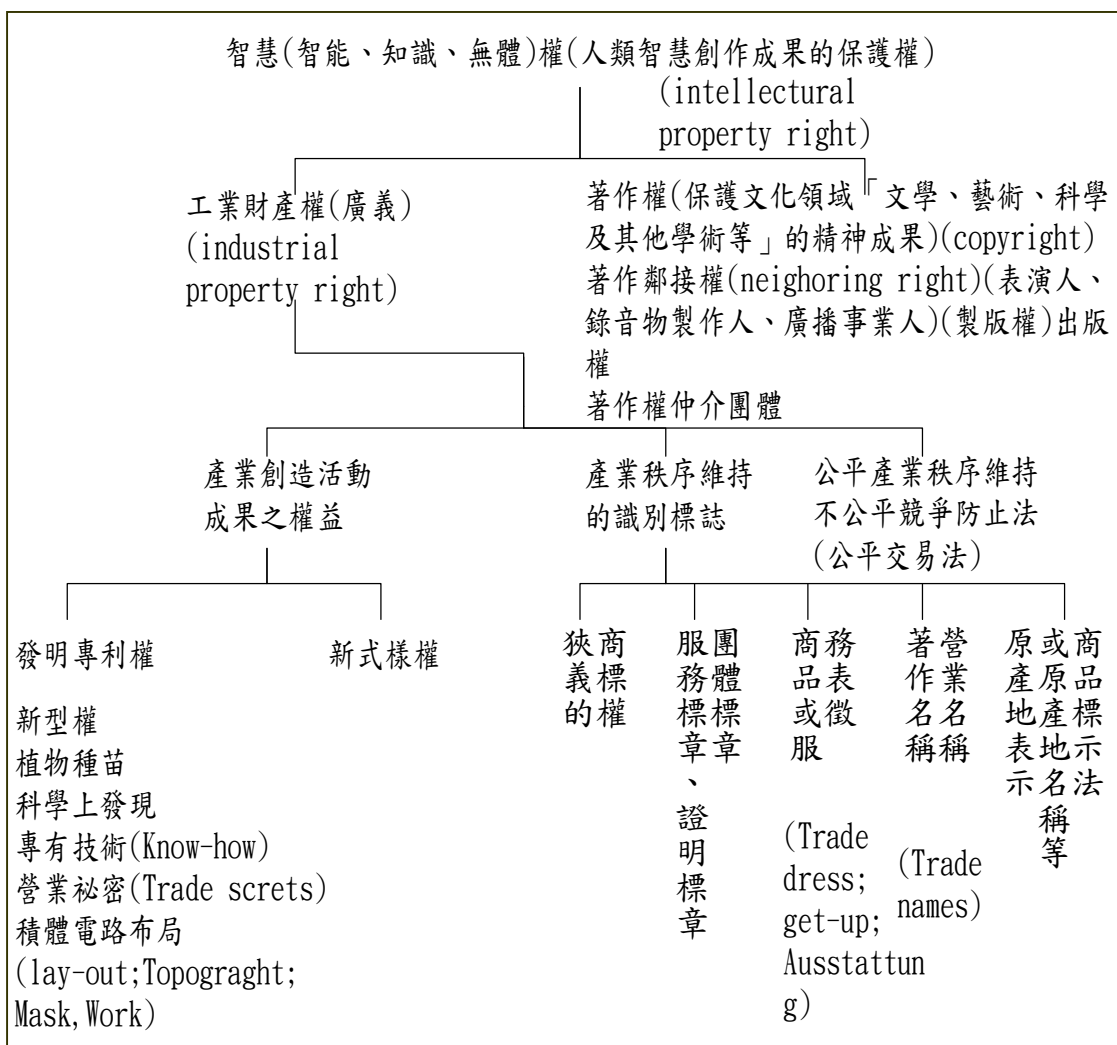 智慧(智能、知識、無體)權(人類智慧創作成果的保護權)
(intellectural
property right)
工業財產權(廣義)
(industrial
property right)
著作權(保護文化領域「文學、藝術、科學
及其他學術等」的精神成果)(copyright)
著作鄰接權(neighoring right)(表演人、
錄音物製作人、廣播事業人)(製版權)出版
權
著作權仲介團體
產業創造活動
成果之權益
產業秩序維持
的識別標誌
公平產業秩序維持
不公平競爭防止法
(公平交易法)
發明專利權
新型權
植物種苗
科學上發現
專有技術(Know-how)
營業祕密(Trade screts)
積體電路布局
(lay-out;Topograght;
Mask,Work)
新式樣權
商標權
狹義的
團體標章
服務標章、證明標章
務表徵
商品或服
(Trade
dress;
get-up;
Ausstattun
g)
營業名稱
著作名稱
(Trade
names)
商品標示法
或原產地名稱等
原產地表示